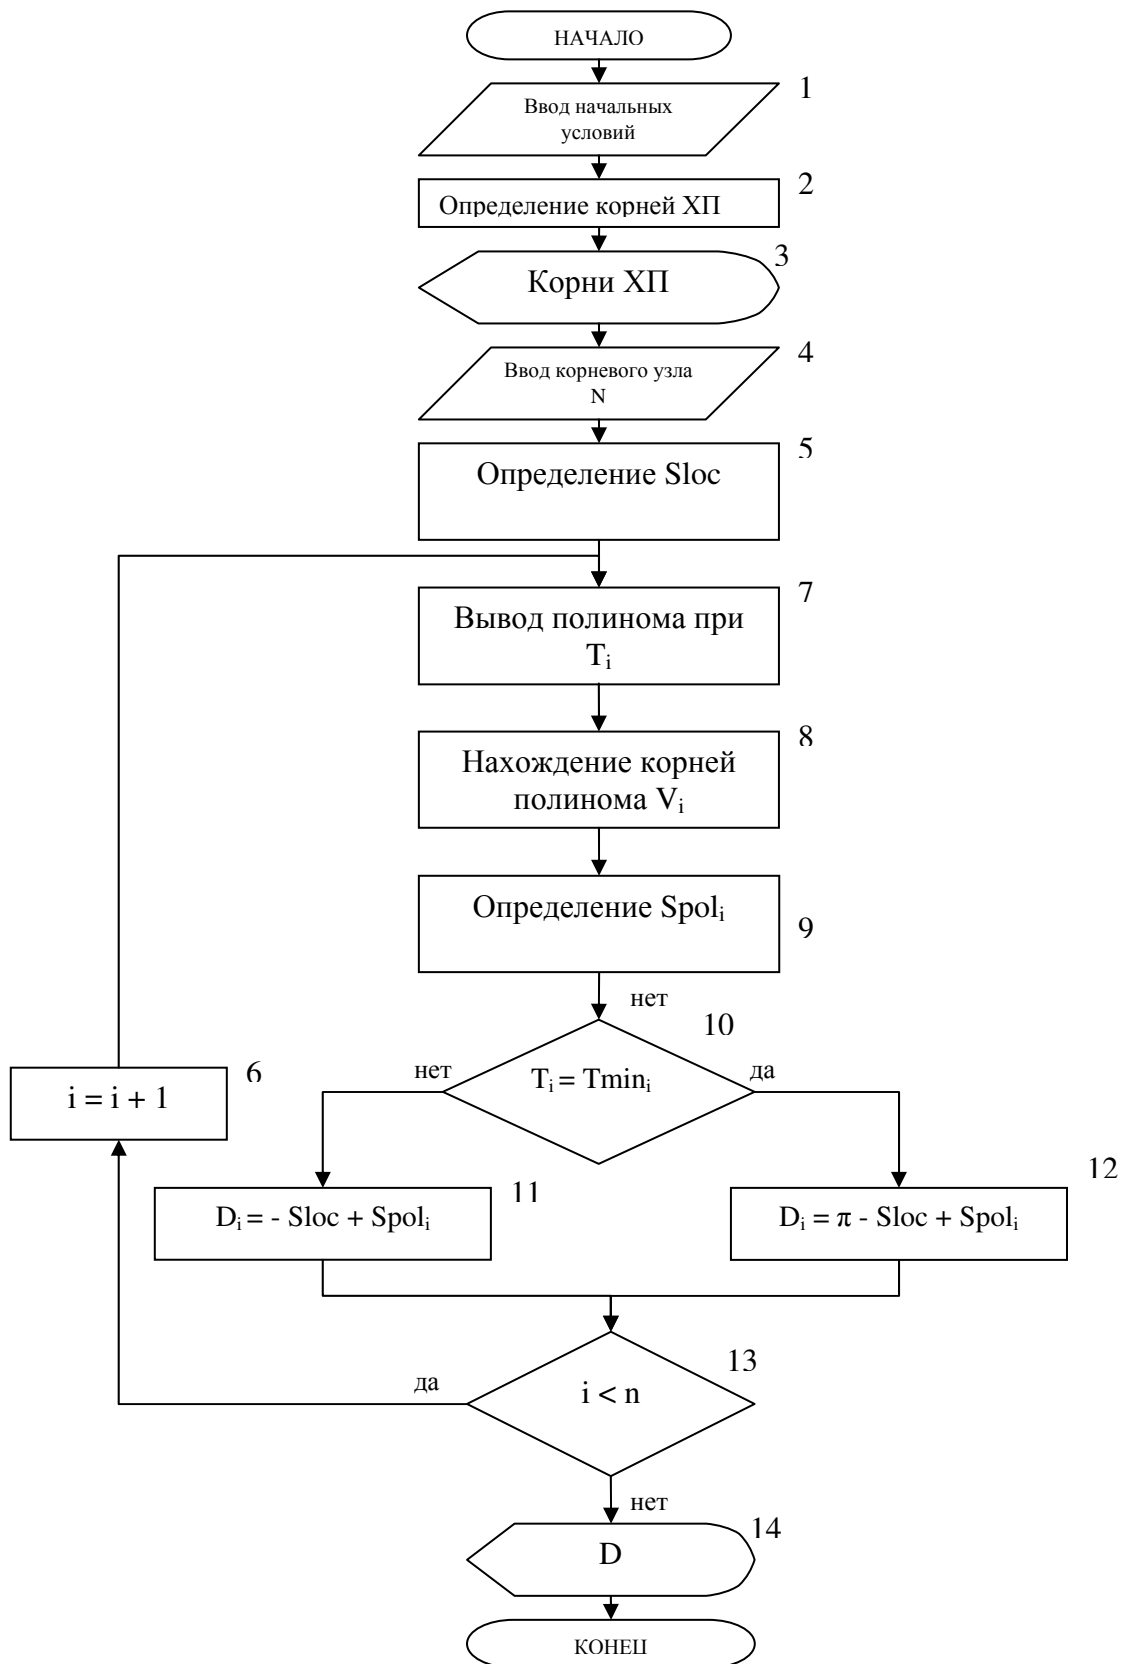 НАЧАЛО
1
Ввод начальных
условий
2
Определение корней ХП
3
Корни ХП
4
Ввод корневого узла
N
5
Определение Sloc
7
Вывод полинома при
Tᵢ
8
Нахождение корней
полинома Vᵢ
Определение Spolᵢ
9
нет
10
6
нет
Tᵢ = Tminᵢ
да
i = i + 1
11
12
Dᵢ = - Sloc + Spolᵢ
Dᵢ = π - Sloc + Spolᵢ
13
да
i < n
нет
14
D
КОНЕЦ